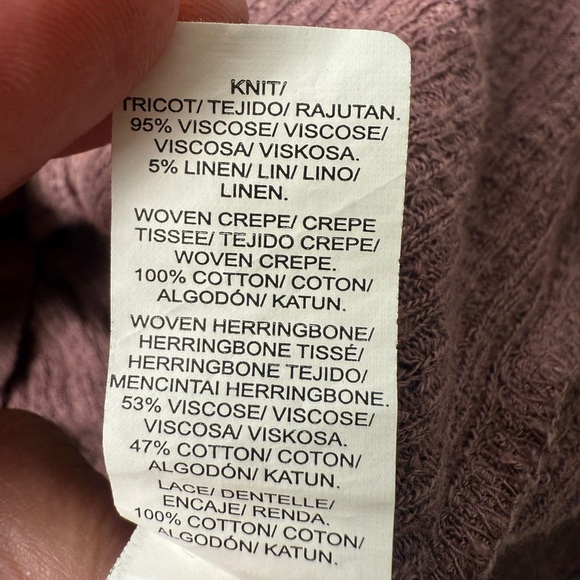 KNIT/
TRICOT/ TEJIDO/ RAJUTAN.
95% VISCOSE/ VISCOSE/
VISCOSA/ VISKOSA.
5% LINEN/ LIN/ LINO/
LINEN.
WOVEN CREPE/ CREPE
TISSEE/ TEJIDO CREPE/
WOVEN CREPE.
100% COTTON/ COTON/
ALGODÓN/ KATUN.
WOVEN HERRINGBONE/
HERRINGBONE TISSÉ/
HERRINGBONE TEJIDO/
MENCINTAI HERRINGBONE.
53% VISCOSE/ VISCOSE/
VISCOSA/ VISKOSA.
47% COTTON/ COTON/
ALGODÓN/ KATUN.
LACE/ DENTELLE/
ENCAJE/ RENDA.
100% COTTON/ COTON/
ALGODÓN/ KATUN.